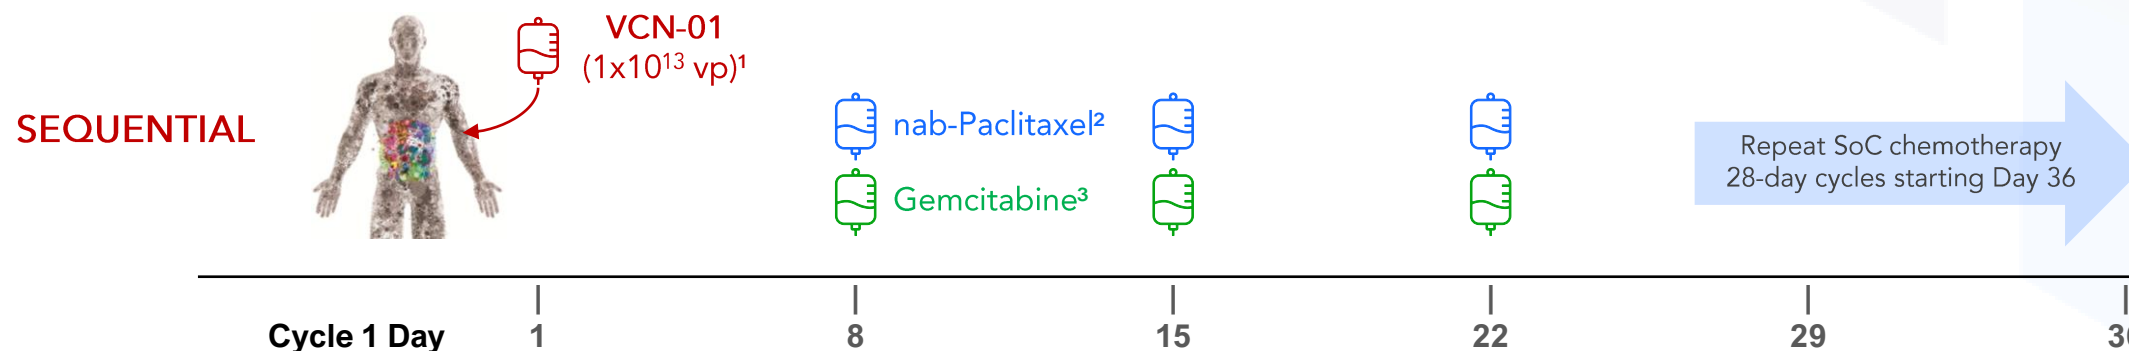 VCN-01
(1x10¹³ vp)¹
SEQUENTIAL
nab-Paclitaxel²
Gemcitabine³
Repeat SoC chemotherapy
28-day cycles starting Day 36
Cycle 1 Day 1 8 15 22 29